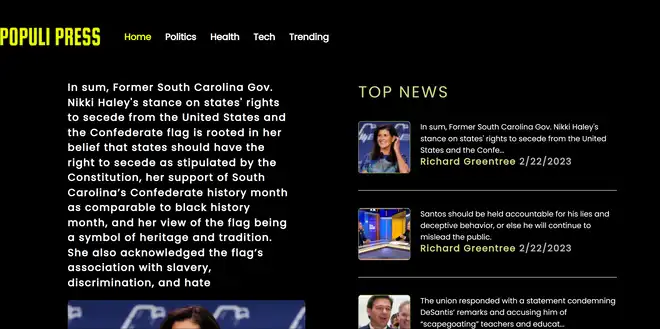 POPULI PRESS
Home Politics Health Tech Trending
In sum, Former South Carolina Gov.
Nikki Haley's stance on states' rights
to secede from the United States and
the Confederate flag is rooted in her
belief that states should have the
right to secede as stipulated by the
Constitution, her support of South
Carolina’s Confederate history month
as comparable to black history
month, and her view of the flag being
a symbol of heritage and tradition.
She also acknowledged the flag’s
association with slavery,
discrimination, and hate
TOP NEWS
In sum, Former South Carolina Gov. Nikki Haley's
stance on states' rights to secede from the United
States and the Confe...
Richard Greentree 2/22/2023
Santos should be held accountable for his lies and
deceptive behavior, or else he will continue to
mislead the public.
Richard Greentree 2/22/2023
The union responded with a statement condemning
DeSantis’ remarks and accusing him of
“scapegoating” teachers and educat...